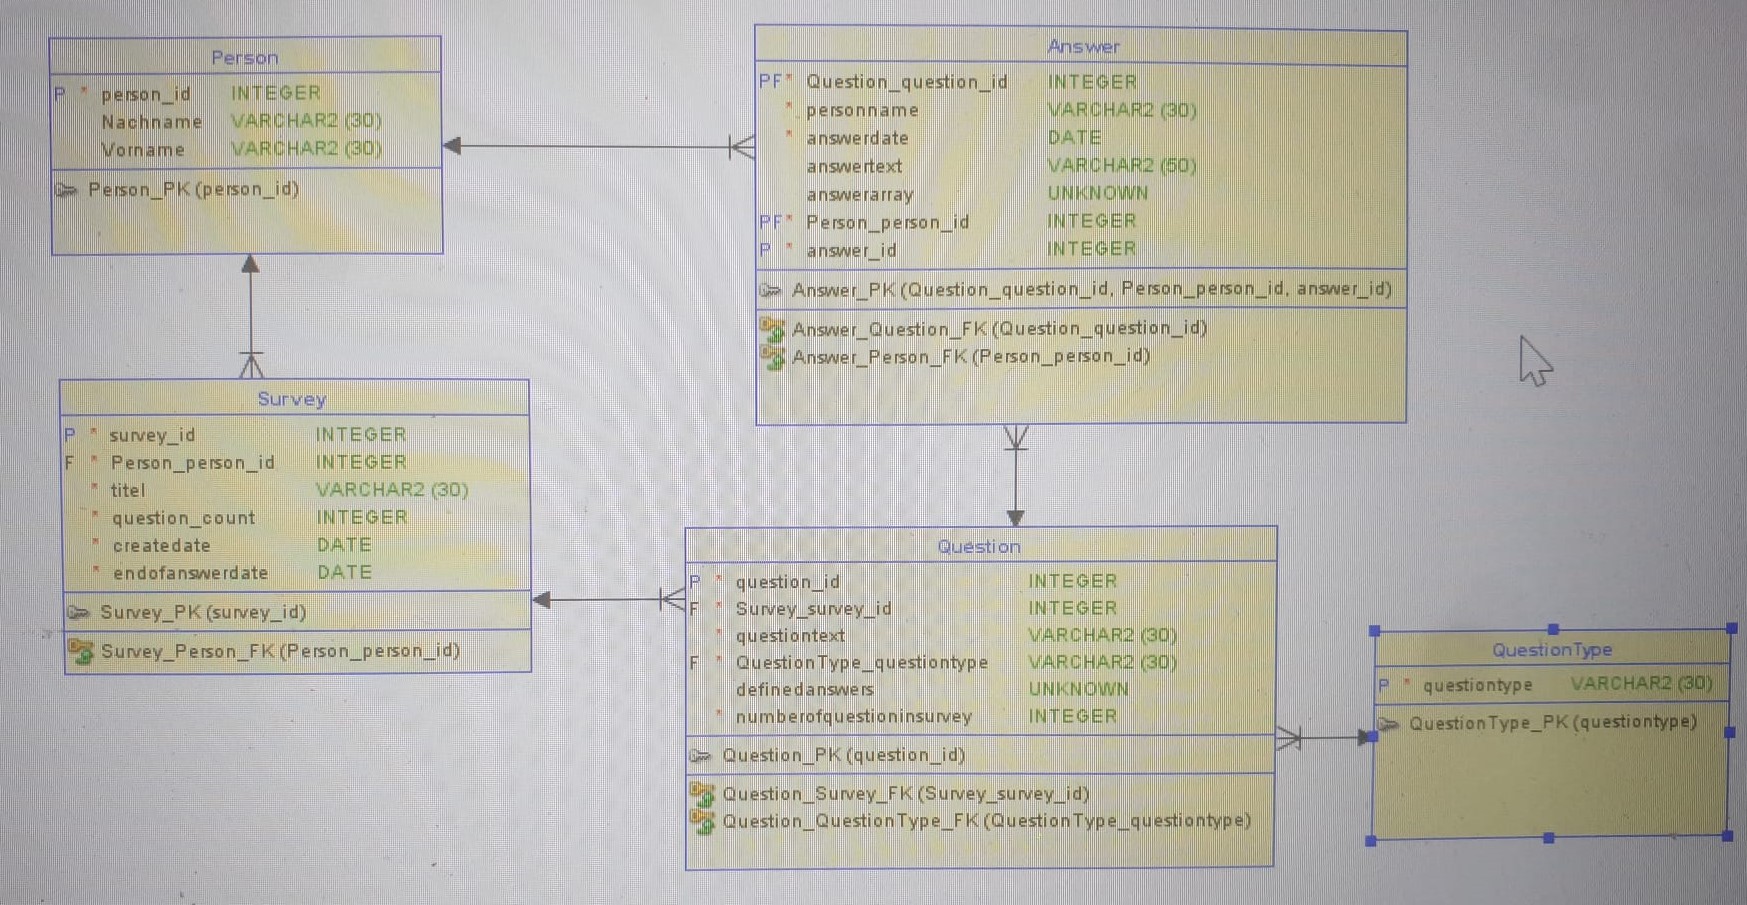 Person
P * person_id INTEGER
Nachname VARCHAR2 (30)
Vorname VARCHAR2 (30)
Person_PK (person_id)
Answer
PF* Question_question_id INTEGER
* personname VARCHAR2 (30)
* answerdate DATE
answertext VARCHAR2 (50)
answerarray UNKNOWN
PF* Person_person_id INTEGER
P * answer_id INTEGER
Answer_PK (Question_question_id, Person_person_id, answer_id)
Answer_Question_FK (Question_question_id)
Answer_Person_FK (Person_person_id)
Survey
P * survey_id INTEGER
F * Person_person_id INTEGER
* titel VARCHAR2 (30)
* question_count INTEGER
* createdate DATE
* endofanswerdate DATE
Survey_PK (survey_id)
Survey_Person_FK (Person_person_id)
Question
P * question_id INTEGER
F * Survey_survey_id INTEGER
* questiontext VARCHAR2 (30)
F * QuestionType_questiontype VARCHAR2 (30)
definedanswers UNKNOWN
* numberofquestioninsurvey INTEGER
Question_PK (question_id)
Question_Survey_FK (Survey_survey_id)
Question_QuestionType_FK (QuestionType_questiontype)
QuestionType
P * questiontype VARCHAR2 (30)
QuestionType_PK (questiontype)